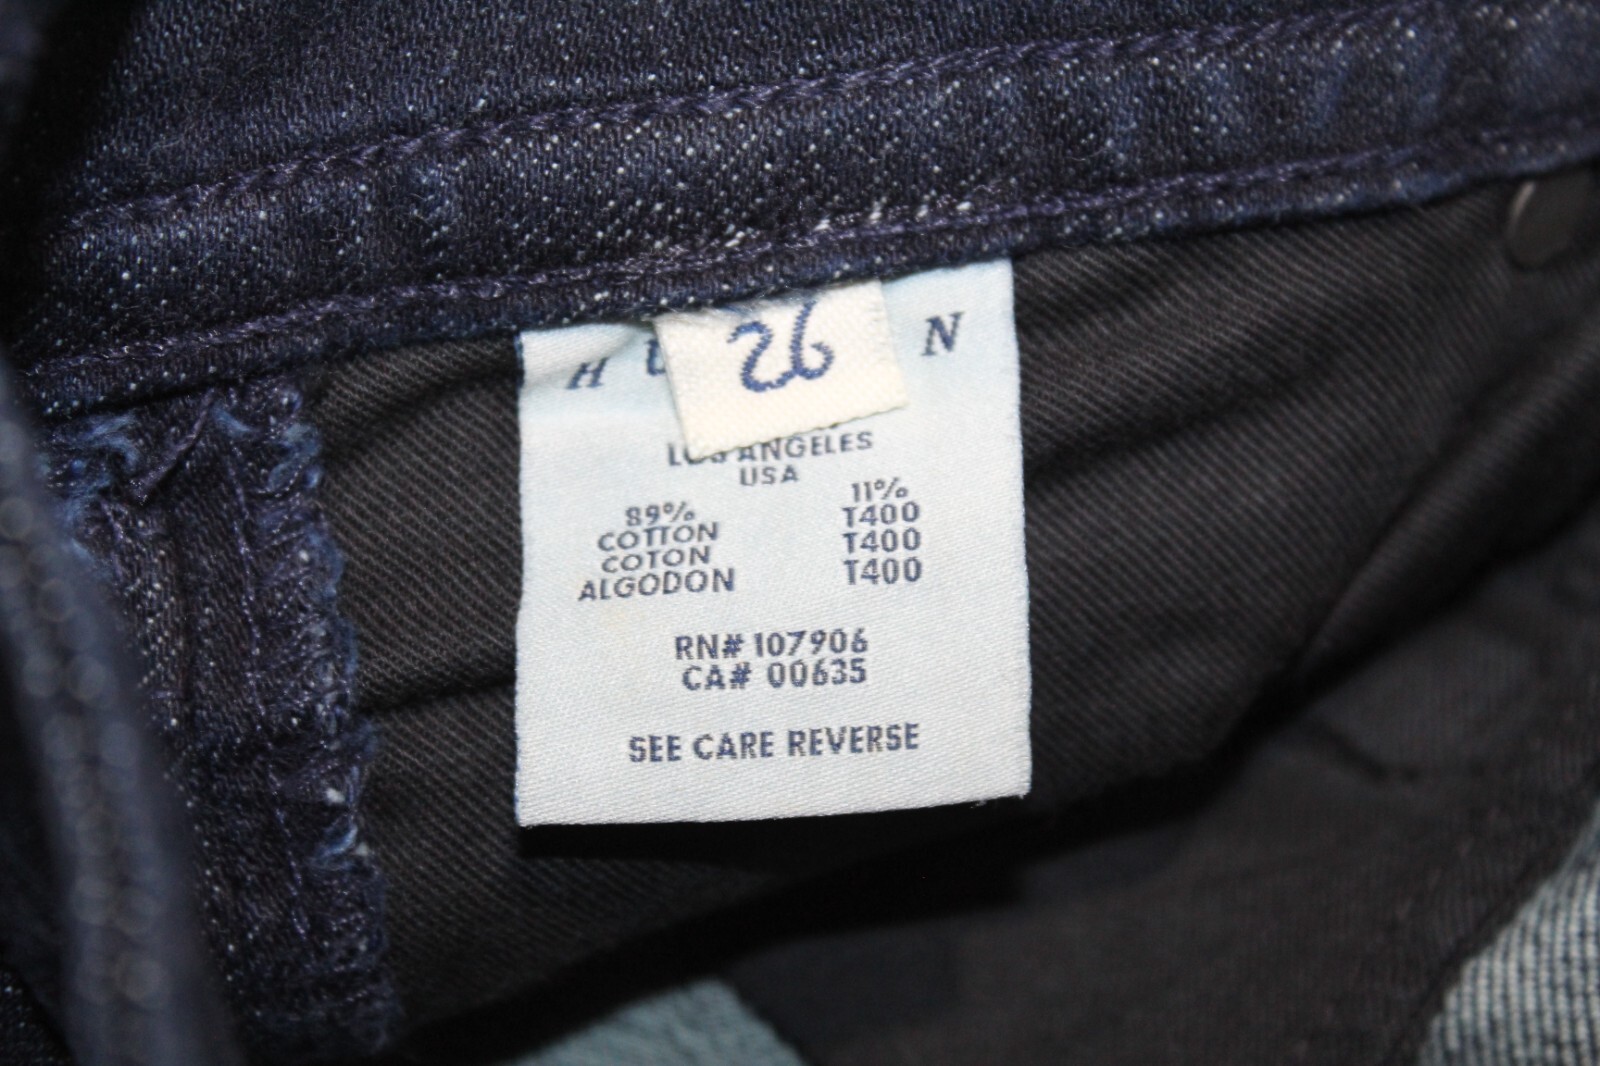 26
H U N
LOS ANGELES
USA
89%
COTTON
COTON
ALGODON
11%
T400
T400
T400
RN# 107906
CA# 00635
SEE CARE REVERSE